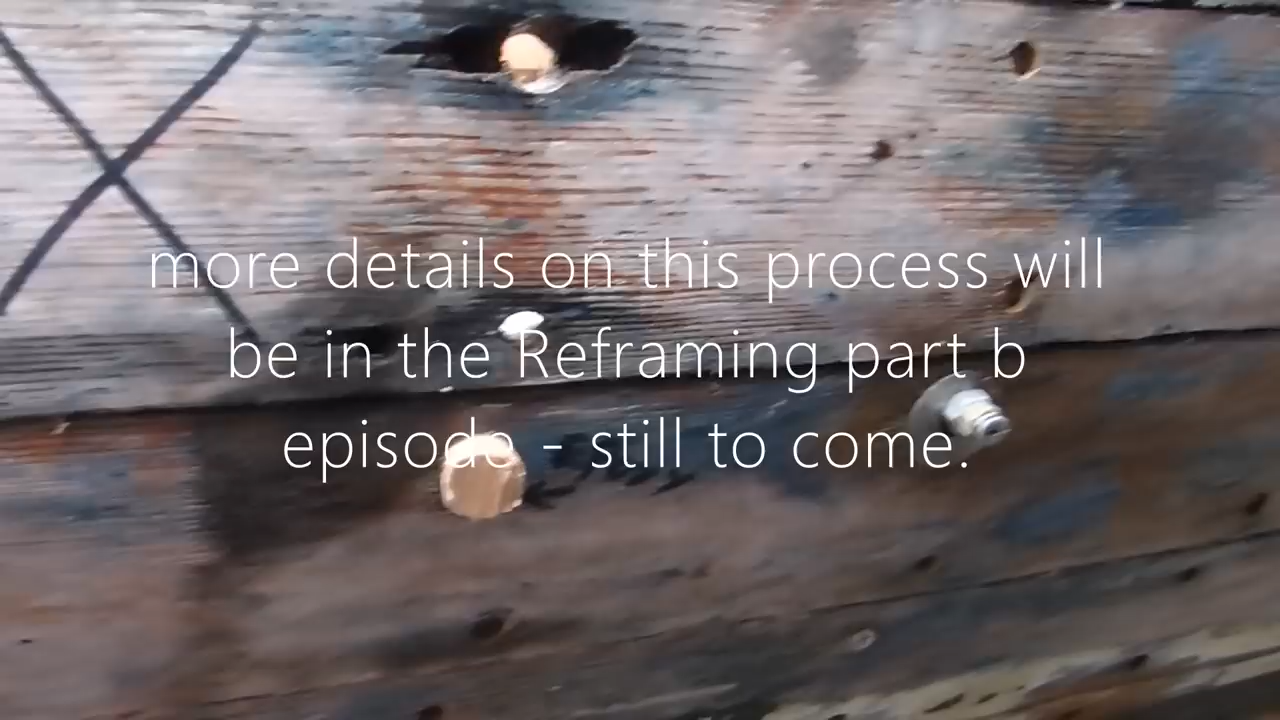 more details on this process will
be in the Reframing part b
episode - still to come.